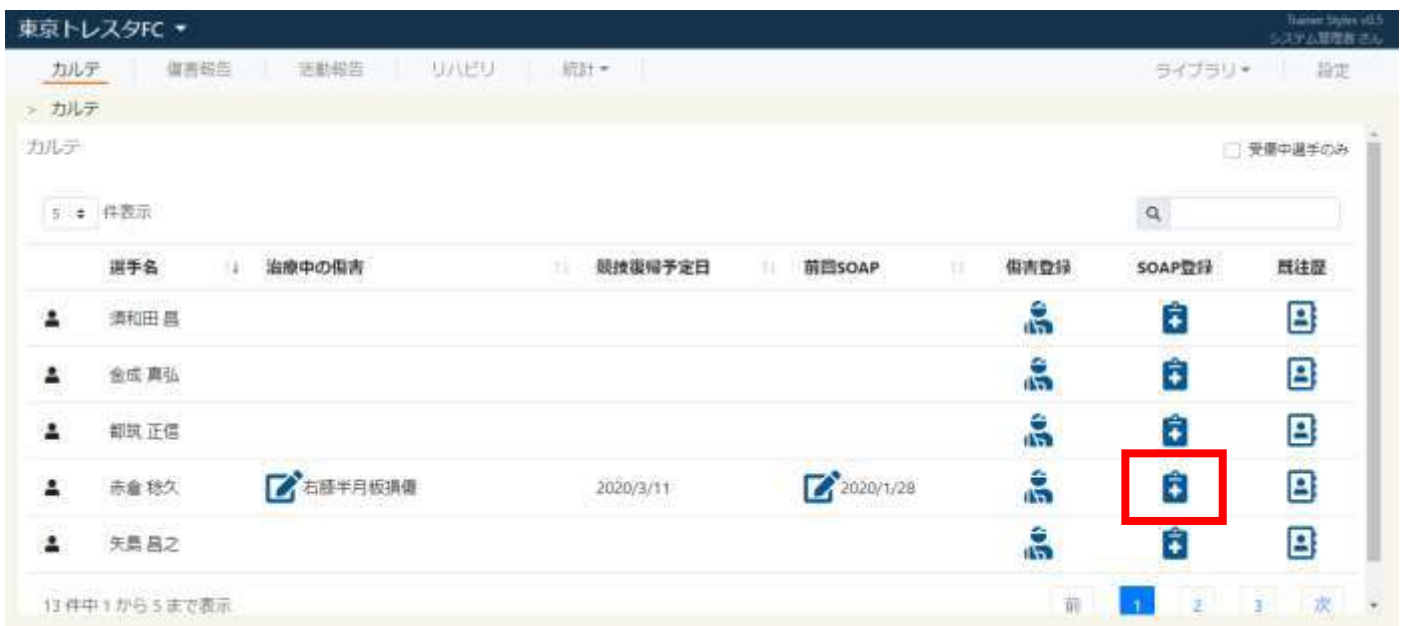 東京トレスタFC
Trainer Styles v0.5
システム管理者 さん
カルテ 傷害報告 活動報告 リハビリ 統計 ライブラリ 設定
> カルテ
カルテ
受傷中選手のみ
5 件表示
選手名 治療中の傷害 競技復帰予定日 前回SOAP 傷害登録 SOAP登録 既往歴
須和田 昌
金成 真弘
都筑 正信
赤倉 稔久 右膝半月板損傷 2020/3/11 2020/1/28
矢島 昌之
13 件中 1 から 5 まで表示
前 1 2 3 次